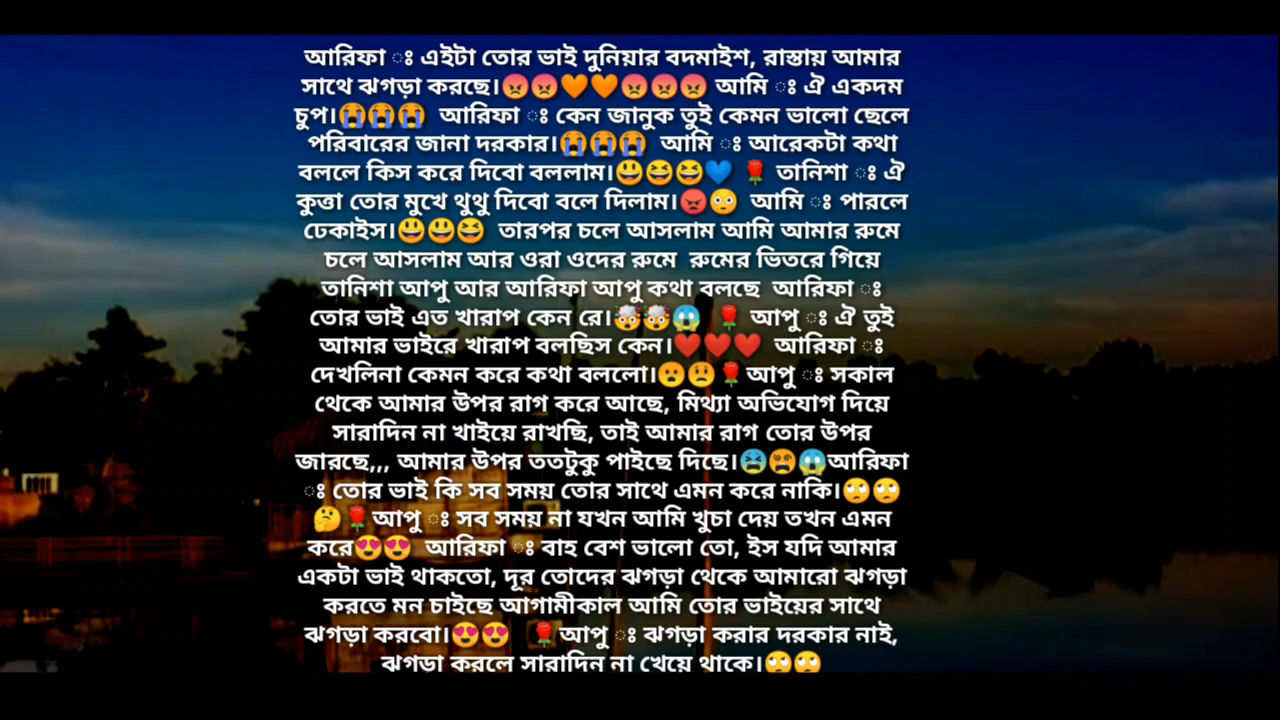 আরিফা ঃ এইটা তোর ভাই দুনিয়ার বদমাইশ, রাস্তায় আমার
সাথে ঝগড়া করছে।😡😡🧡🧡😡😡😡 আমি ঃ ঐ একদম
চুপ।😭😭😭 আরিফা ঃ কেন জানুক তুই কেমন ভালো ছেলে
পরিবারের জানা দরকার।😭😭😭 আমি ঃ আরেকটা কথা
বললে কিস করে দিবো বললাম।😃😆😆💙 🌹 তানিশা ঃ ঐ
কুত্তা তোর মুখে থুথু দিবো বলে দিলাম।😡😳 আমি ঃ পারলে
ঢেকাইস।😃😃😆 তারপর চলে আসলাম আমি আমার রুমে
চলে আসলাম আর ওরা ওদের রুমে রুমের ভিতরে গিয়ে
তানিশা আপু আর আরিফা আপু কথা বলছে আরিফা ঃ
তোর ভাই এত খারাপ কেন রে।🤯🤯😱 🌹 আপু ঃ ঐ তুই
আমার ভাইরে খারাপ বলছিস কেন।❤️❤️❤️ আরিফা ঃ
দেখলিনা কেমন করে কথা বললো।😦😩🌹আপু ঃ সকাল
থেকে আমার উপর রাগ করে আছে, মিথ্যা অভিযোগ দিয়ে
সারাদিন না খাইয়ে রাখছি, তাই আমার রাগ তোর উপর
জারছে,,, আমার উপর ততটুকু পাইছে দিছে।😫😵‍💫😱আরিফা
ঃ তোর ভাই কি সব সময় তোর সাথে এমন করে নাকি।🙄🙄
🤔🌹আপু ঃ সব সময় না যখন আমি খুচা দেয় তখন এমন
করে😍😍 আরিফা ঃ বাহ বেশ ভালো তো, ইস যদি আমার
একটা ভাই থাকতো, দূর তোদের ঝগড়া থেকে আমারো ঝগড়া
করতে মন চাইছে আগামীকাল আমি তোর ভাইয়ের সাথে
ঝগড়া করবো।😍😍 🌹আপু ঃ ঝগড়া করার দরকার নাই,
ঝগড়া করলে সারাদিন না খেয়ে থাকে।🙄🙄